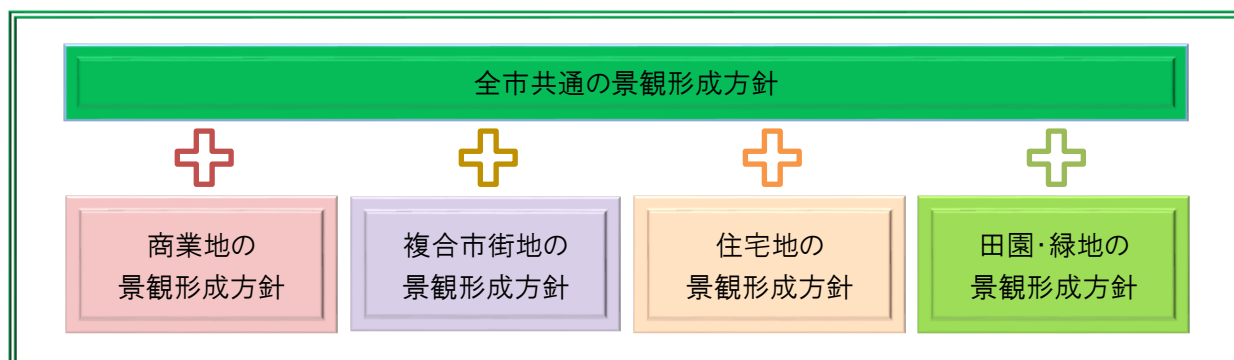 全市共通の景観形成方針
商業地の
景観形成方針
複合市街地の
景観形成方針
住宅地の
景観形成方針
田園・緑地の
景観形成方針